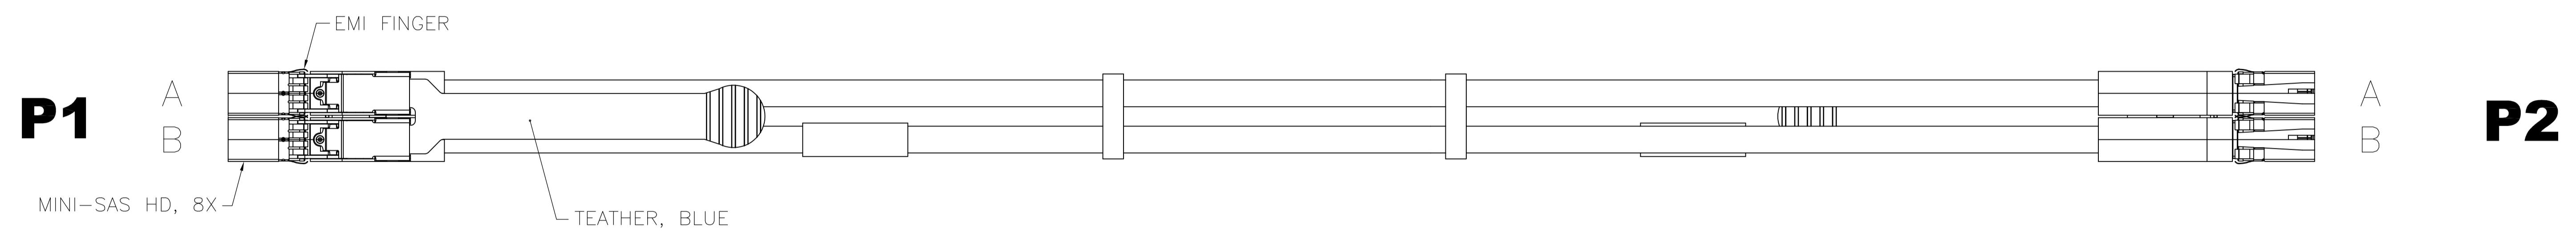 EMI FINGER
A
A
P1
P2
B
B
MINI-SAS HD, 8X
TEATHER, BLUE